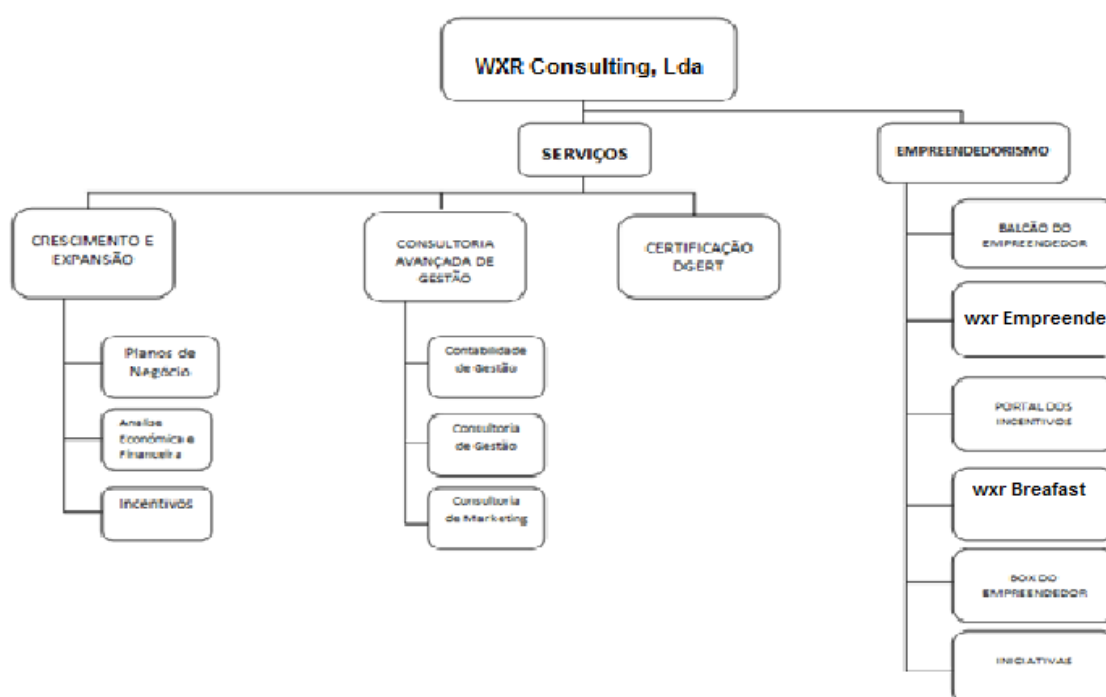 WXR Consulting, Lda
SERVIÇOS
EMPREENDEDORISMO
CRESCIMENTO E
EXPANSÃO
CONSULTORIA
AVANÇADA DE
GESTÃO
CERTIFICAÇÃO
DGERT
BALCÃO DO
EMPREENDEDOR
wxr Empreende
PORTAL DOS
INCENTIVOS
wxr Breafast
BOX DO
EMPREENDEDOR
INICIATIVAS
Planos de
Negócio
Analise
Económica e
Financeira
Incentivos
Contabilidade
de Gestão
Consultoria
de Gestão
Consultoria
de Marketing